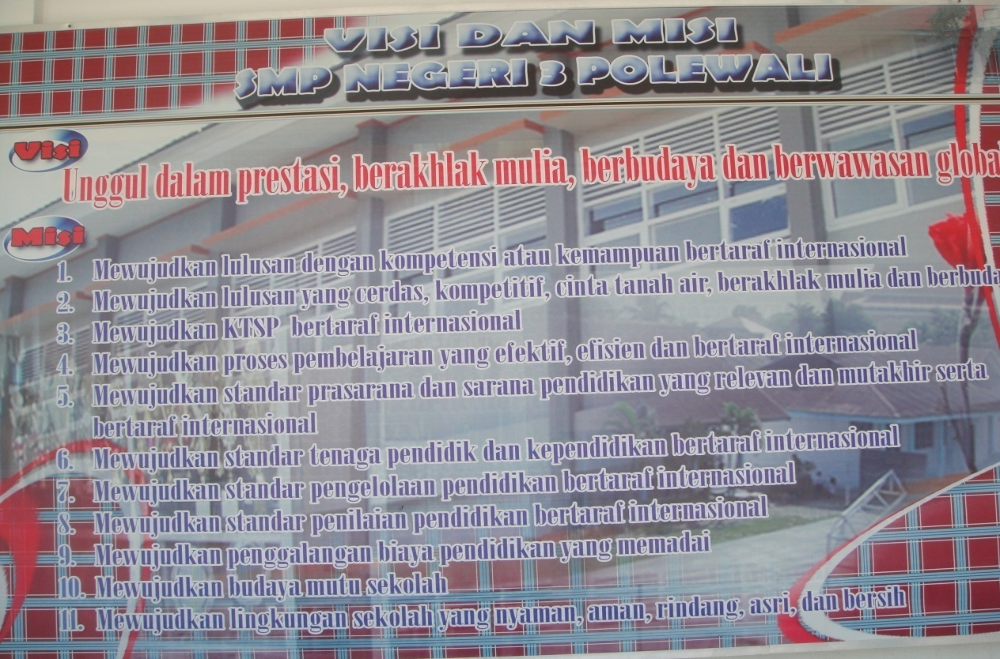 VISI DAN MISI
SMP NEGERI 3 POLEWALI
Visi
Unggul dalam prestasi, berakhlak mulia, berbudaya dan berwawasan globa
Misi
1. Mewujudkan lulusan dengan kompetensi atau kemampuan bertaraf internasional
2. Mewujudkan lulusan yang cerdas, kompetitif, cinta tanah air, berakhlak mulia dan berbuda
3. Mewujudkan KTSP bertaraf internasional
4. Mewujudkan proses pembelajaran yang efektif, efisien dan bertaraf internasional
5. Mewujudkan standar prasarana dan sarana pendidikan yang relevan dan mutakhir serta
bertaraf internasional
6. Mewujudkan standar tenaga pendidik dan kependidikan bertaraf internasional
7. Mewujudkan standar pengelolaan pendidikan bertaraf internasional
8. Mewujudkan standar penilaian pendidikan bertaraf internasional
9. Mewujudkan penggalangan biaya pendidikan yang memadai
10. Mewujudkan budaya mutu sekolah
11. Mewujudkan lingkungan sekolah yang nyaman, aman, rindang, asri, dan bersih